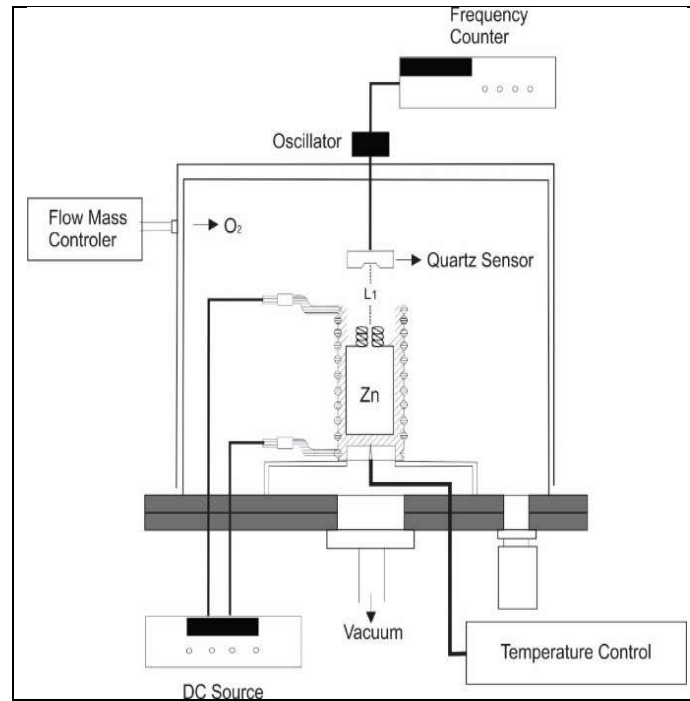 Frequency
Counter
Oscillator
Flow Mass
Controler
O₂
Quartz Sensor
L1
Zn
Vacuum
Temperature Control
DC Source